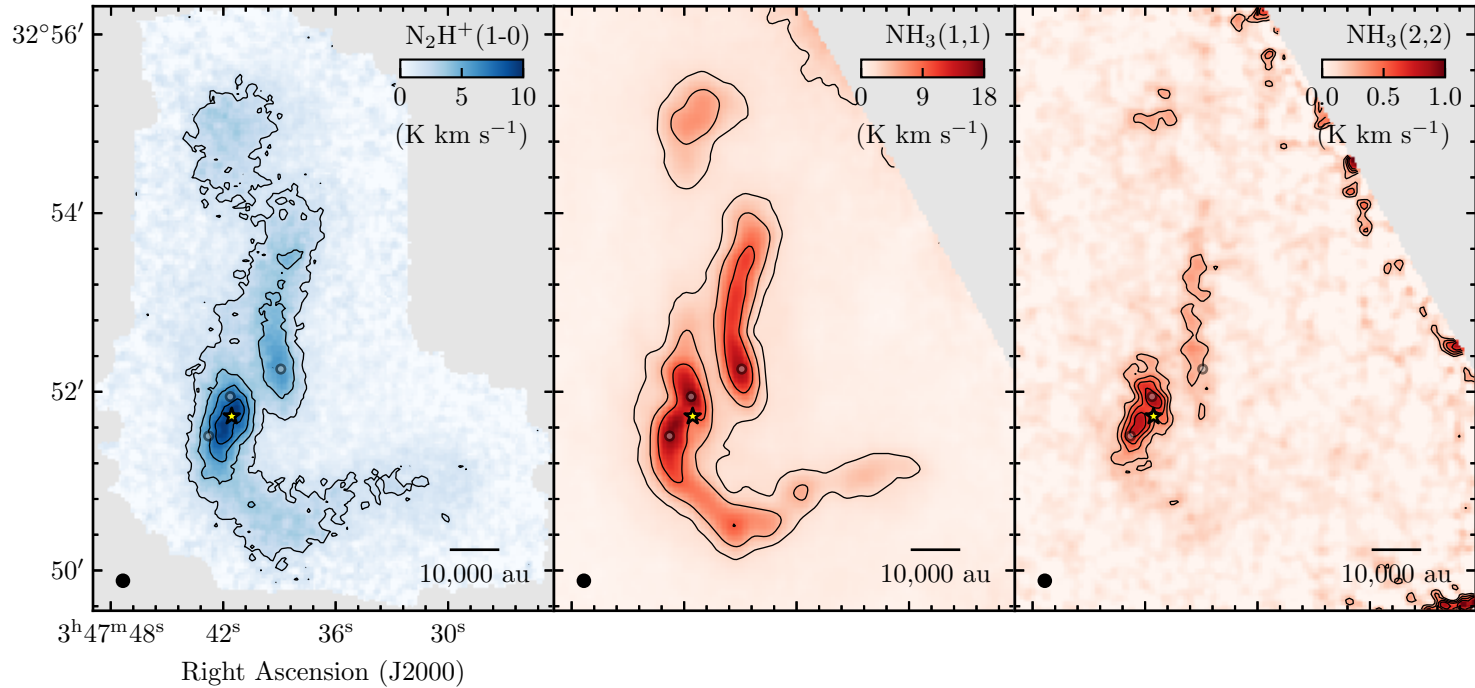 32°56′
54′
52′
50′
N₂H⁺(1-0)
0 5 10
(K km s⁻¹)
10,000 au
NH₃(1,1)
0 9 18
(K km s⁻¹)
10,000 au
NH₃(2,2)
0.0 0.5 1.0
(K km s⁻¹)
10,000 au
3ʰ47ᵐ48ˢ 42ˢ 36ˢ 30ˢ
Right Ascension (J2000)